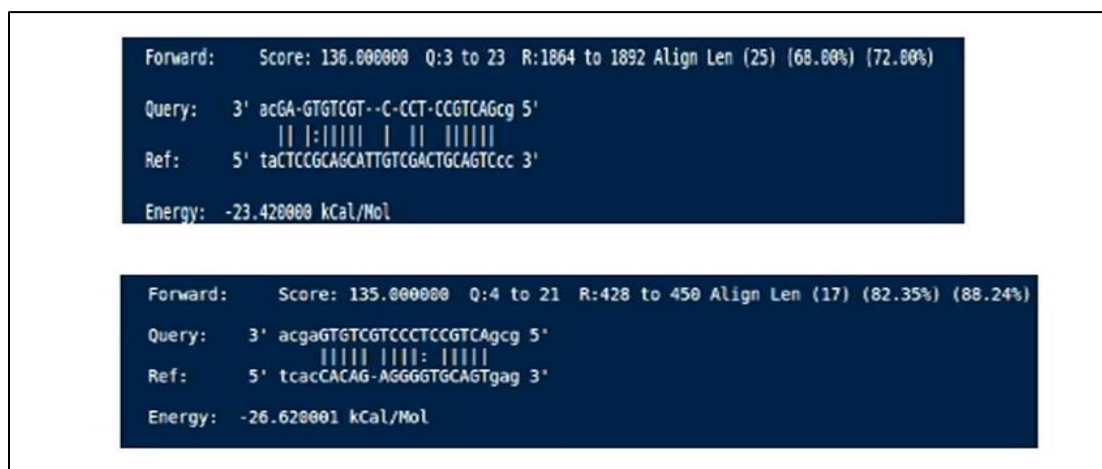 Forward: Score: 136.000000 Q:3 to 23 R:1864 to 1892 Align Len (25) (68.00%) (72.00%)
Query: 3' acGA-GTGTCGT--C-CCT-CCGTCAGcg 5'
|| |:||||| | || ||||||
Ref: 5' taCTCCGCAGCATTGTCGACTGCAGTCcc 3'
Energy: -23.420000 kCal/Mol
Forward: Score: 135.000000 Q:4 to 21 R:428 to 450 Align Len (17) (82.35%) (88.24%)
Query: 3' acgaGTGTCGTCCCTCCGTCAgcg 5'
||||| ||||: |||||
Ref: 5' tcacCACAG-AGGGGTGCAGTgag 3'
Energy: -26.620001 kCal/Mol